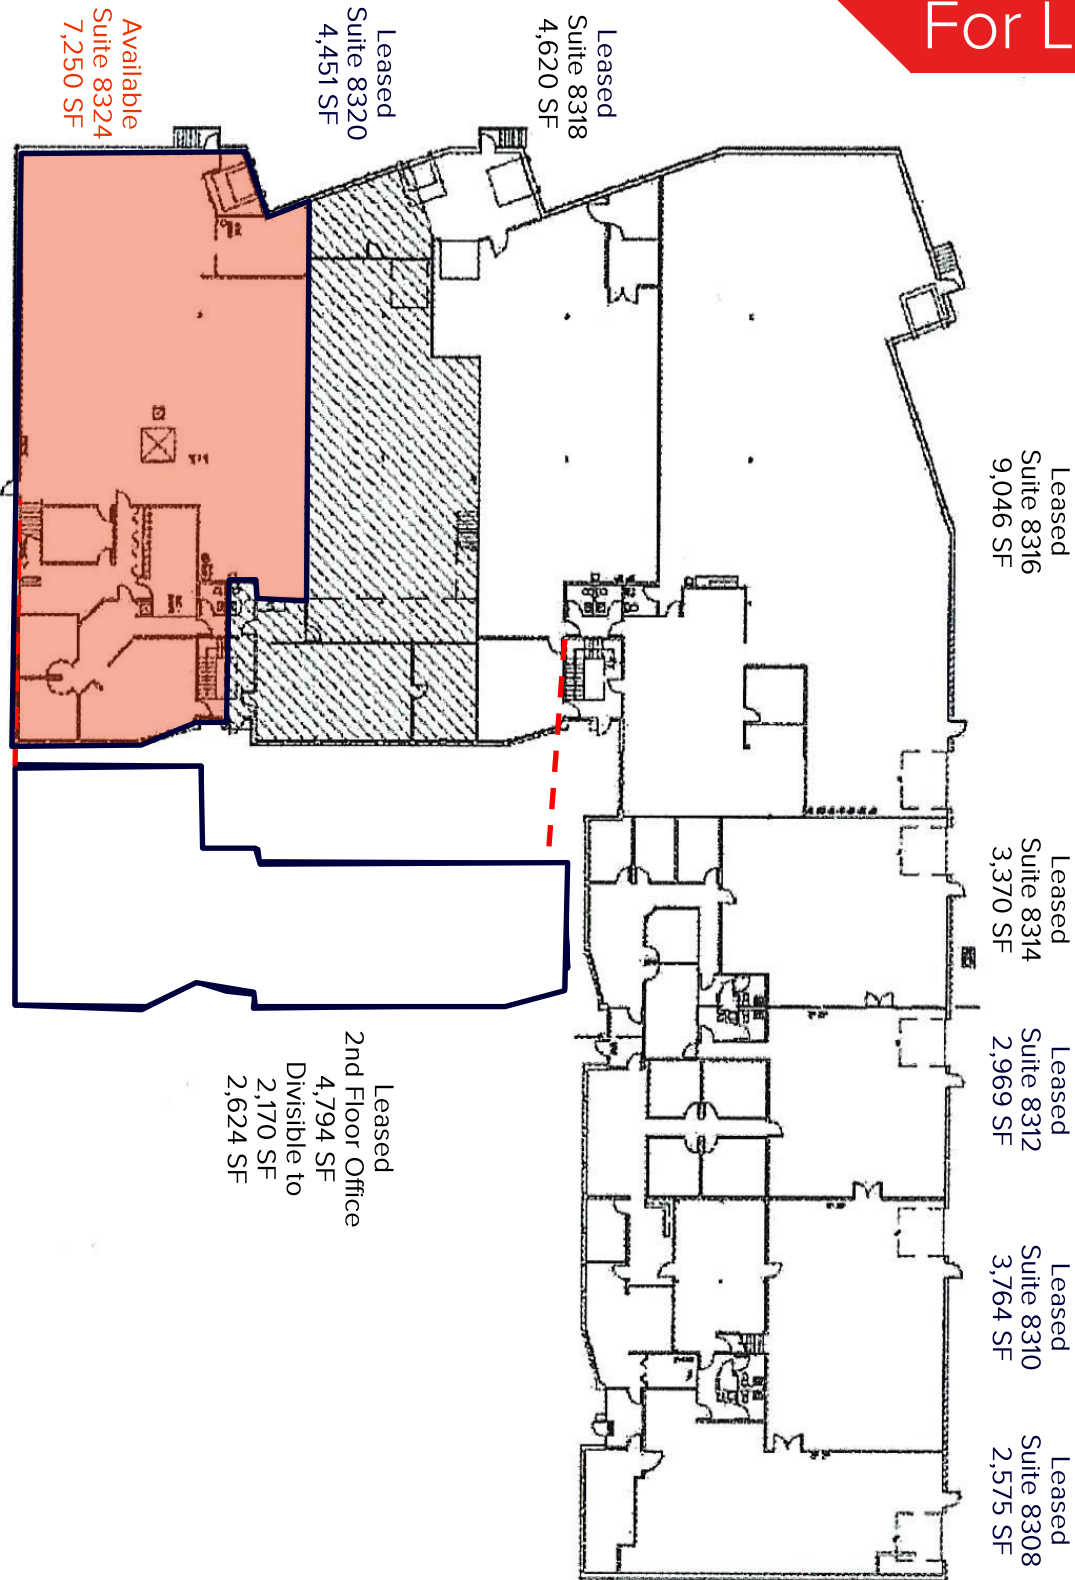 For L
Available
Suite 8324
7,250 SF
Leased
Suite 8320
4,451 SF
Leased
Suite 8318
4,620 SF
Leased
Suite 8316
9,046 SF
Leased
Suite 8314
3,370 SF
Leased
Suite 8312
2,969 SF
Leased
Suite 8310
3,764 SF
Leased
Suite 8308
2,575 SF
Leased
2nd Floor Office
4,794 SF
Divisible to
2,170 SF
2,624 SF